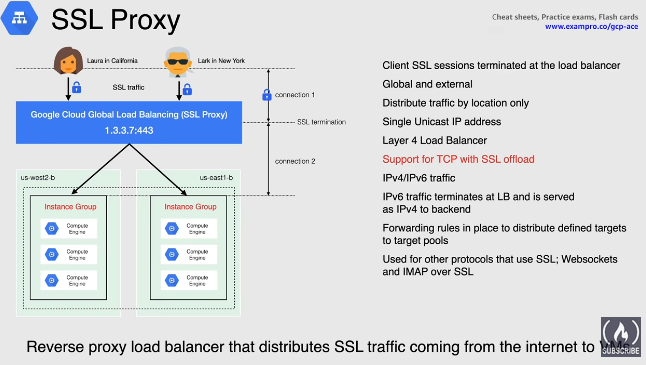 SSL Proxy
Cheat sheets, Practice exams, Flash cards
www.exampro.co/gcp-ace
Laura in California
Lark in New York
SSL traffic
connection 1
Google Cloud Global Load Balancing (SSL Proxy)
1.3.3.7:443
SSL termination
connection 2
us-west2-b
us-east1-b
Instance Group
Instance Group
Compute
Engine
Compute
Engine
Compute
Engine
Compute
Engine
Compute
Engine
Compute
Engine
Client SSL sessions terminated at the load balancer
Global and external
Distribute traffic by location only
Single Unicast IP address
Layer 4 Load Balancer
Support for TCP with SSL offload
IPv4/IPv6 traffic
IPv6 traffic terminates at LB and is served
as IPv4 to backend
Forwarding rules in place to distribute defined targets
to target pools
Used for other protocols that use SSL; Websockets
and IMAP over SSL
Reverse proxy load balancer that distributes SSL traffic coming from the internet to VMs
SUBSCRIBE